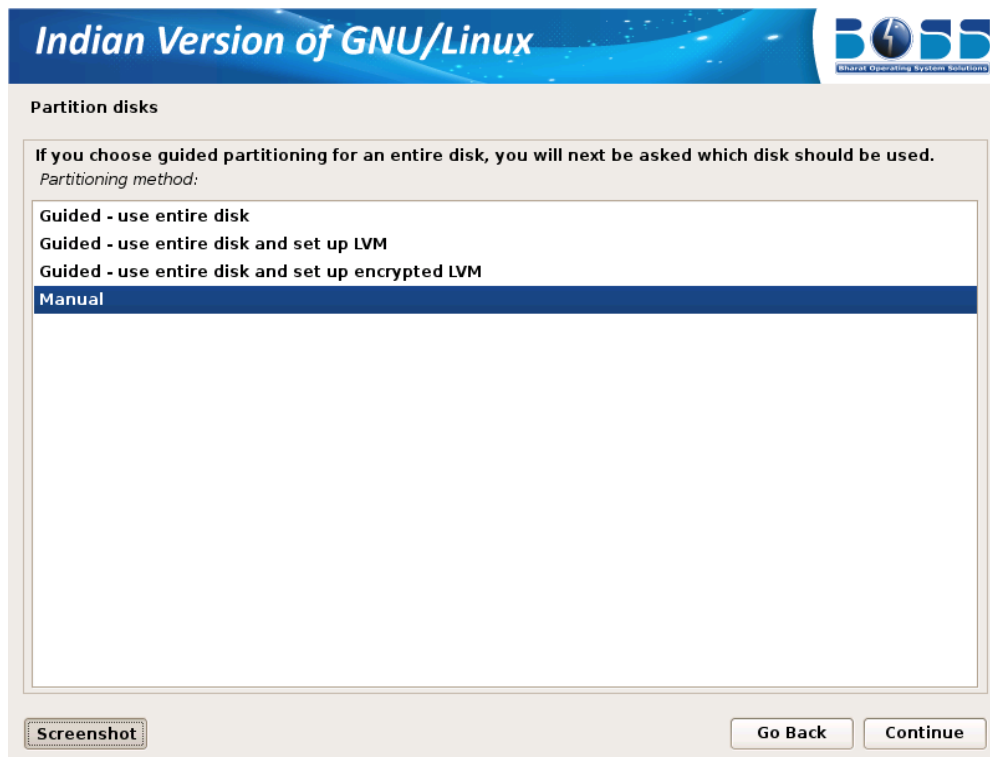 Indian Version of GNU/Linux
BOSS
Bharat Operating System Solutions
Partition disks
If you choose guided partitioning for an entire disk, you will next be asked which disk should be used.
Partitioning method:
Guided - use entire disk
Guided - use entire disk and set up LVM
Guided - use entire disk and set up encrypted LVM
Manual
Screenshot
Go Back
Continue